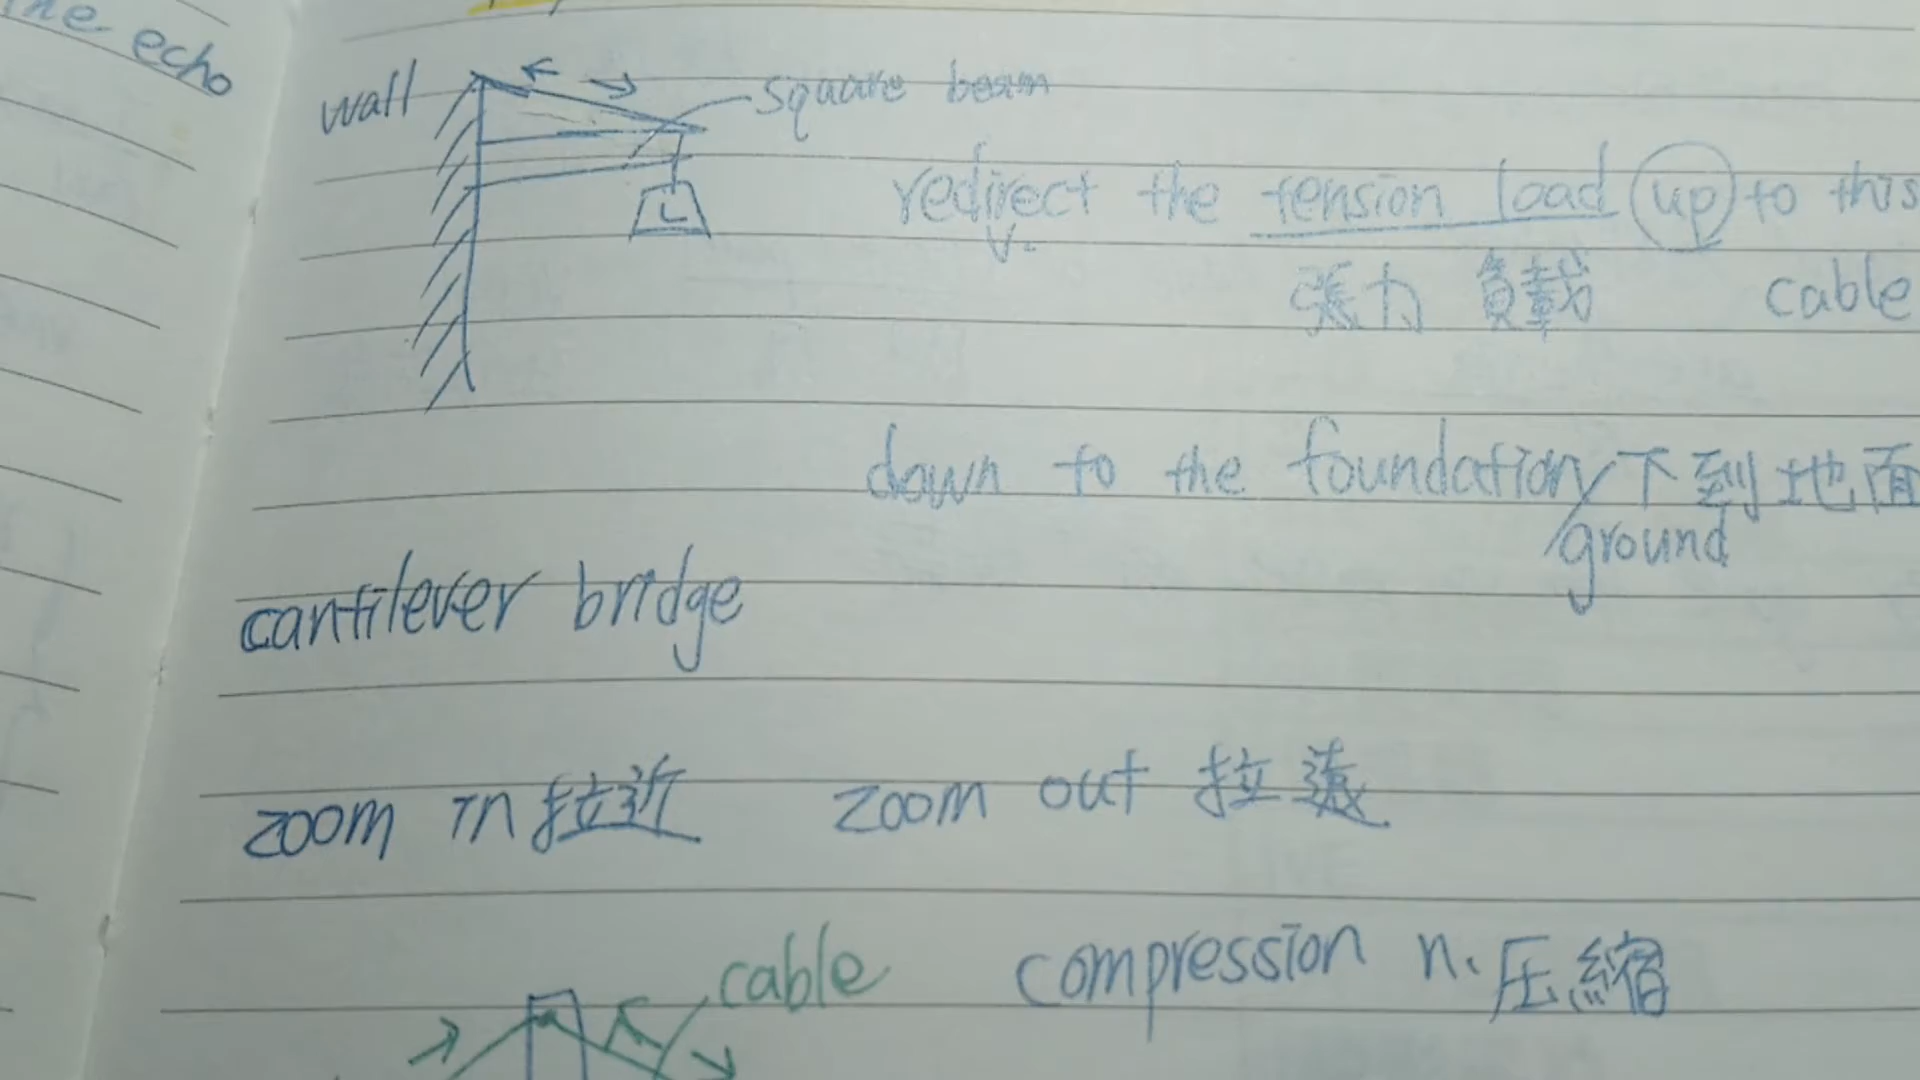 the echo
wall
square beam
redirect the tension load up to this
v.
張力 負載 cable
L
down to the foundation/下到地面
ground
cantilever bridge
zoom in 拉近 zoom out 拉遠
cable compression n. 压縮